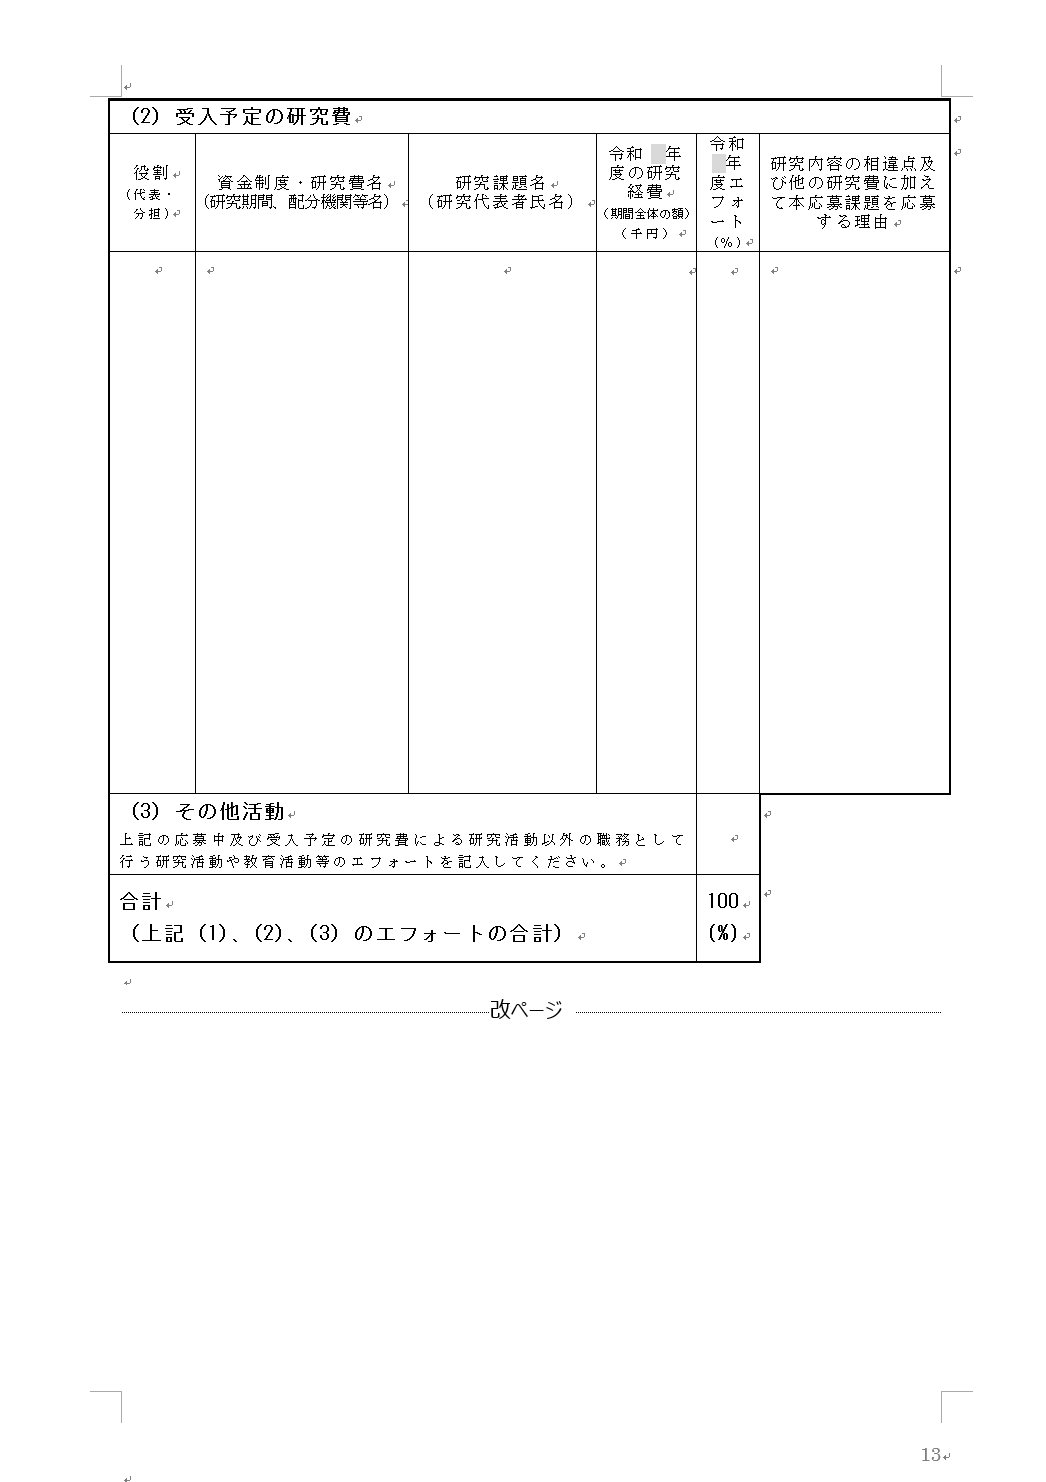 （2）受入予定の研究費
役割
（代表・
分担）
資金制度・研究費名
（研究期間、配分機関等名）
研究課題名
（研究代表者氏名）
令和　年
度の研究
経費
（期間全体の額）
（千円）
令和
　年
度エ
フォ
ート
（%）
研究内容の相違点及
び他の研究費に加え
て本応募課題を応募
する理由
（3）その他活動
上記の応募中及び受入予定の研究費による研究活動以外の職務として
行う研究活動や教育活動等のエフォートを記入してください。
合計
（上記（1）、（2）、（3）のエフォートの合計）
100
（%）
改ページ
13